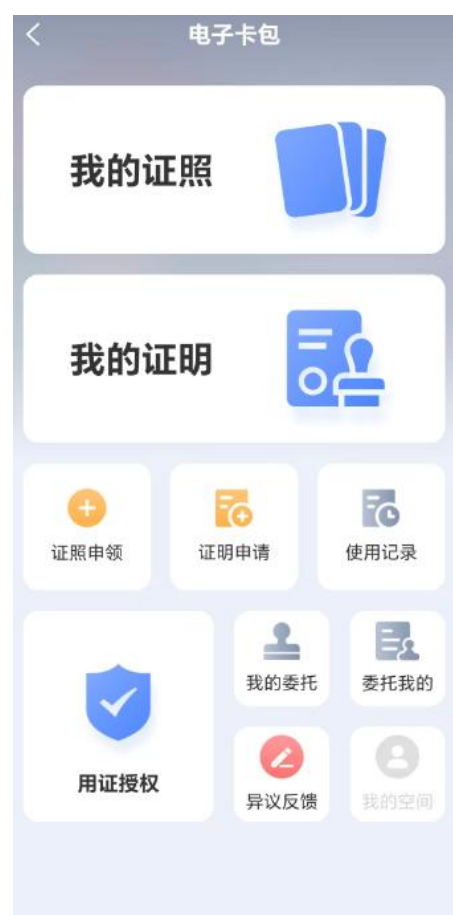 电子卡包
我的证照
我的证明
证照申领
证明申请
使用记录
我的委托
委托我的
用证授权
异议反馈
我的空间